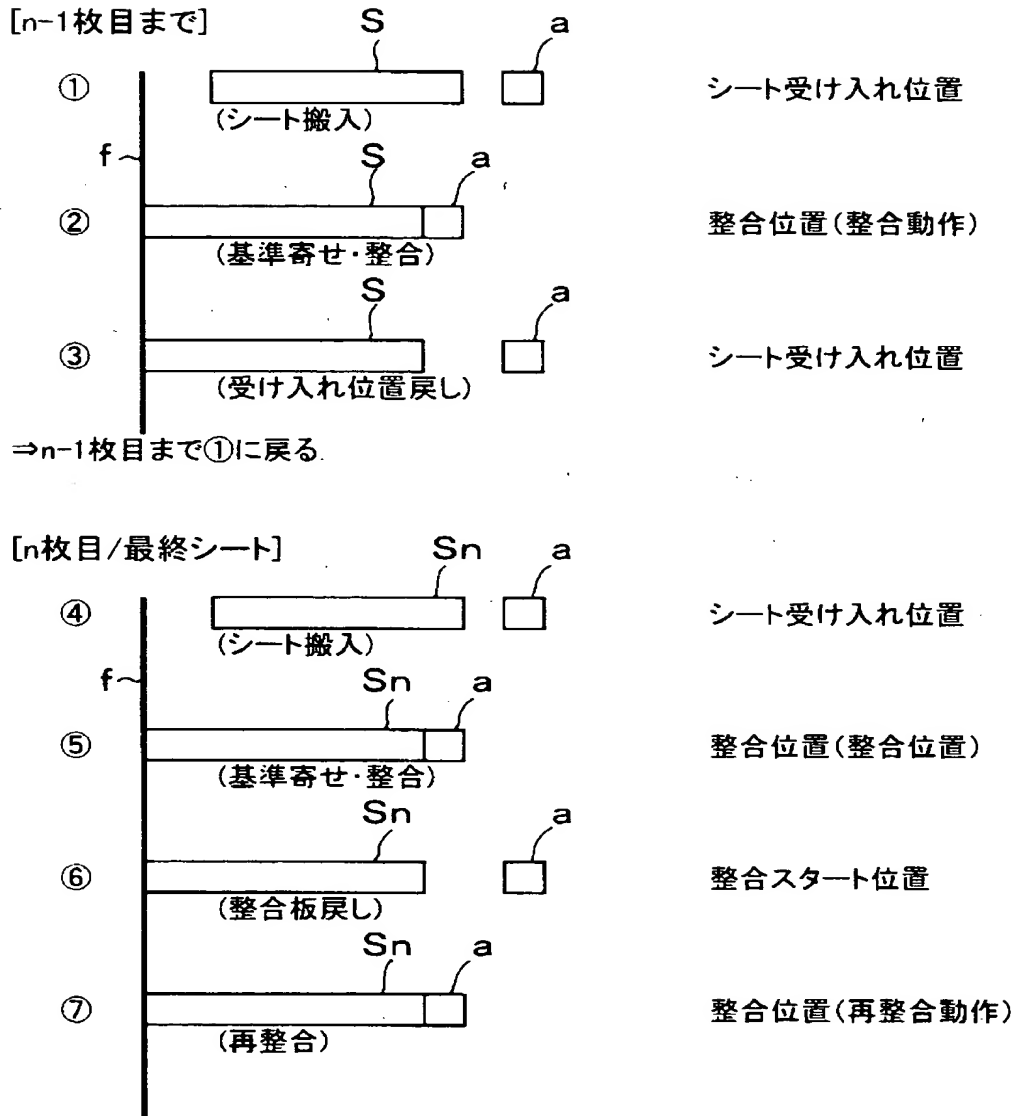 [n-1枚目まで]
S a
① シート受け入れ位置
(シート搬入)
f
S a
② 整合位置(整合動作)
(基準寄せ・整合)
S a
③ シート受け入れ位置
(受け入れ位置戻し)
⇒n-1枚目まで①に戻る
[n枚目/最終シート]
Sn a
④ シート受け入れ位置
(シート搬入)
f
Sn a
⑤ 整合位置(整合位置)
(基準寄せ・整合)
Sn a
⑥ 整合スタート位置
(整合板戻し)
Sn a
⑦ 整合位置(再整合動作)
(再整合)